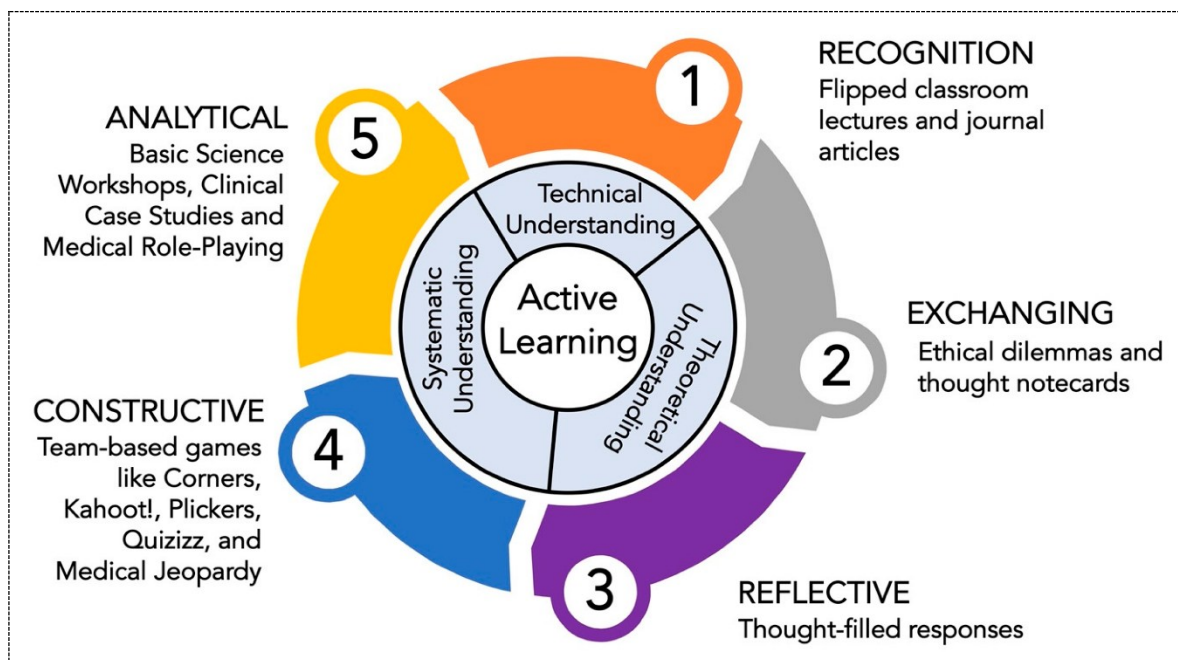 1
RECOGNITION
Flipped classroom
lectures and journal
articles
2
EXCHANGING
Ethical dilemmas and
thought notecards
3
REFLECTIVE
Thought-filled responses
4
CONSTRUCTIVE
Team-based games
like Corners,
Kahoot!, Plickers,
Quizizz, and
Medical Jeopardy
5
ANALYTICAL
Basic Science
Workshops, Clinical
Case Studies and
Medical Role-Playing
Technical
Understanding
Theoretical
Understanding
Systematic
Understanding
Active
Learning